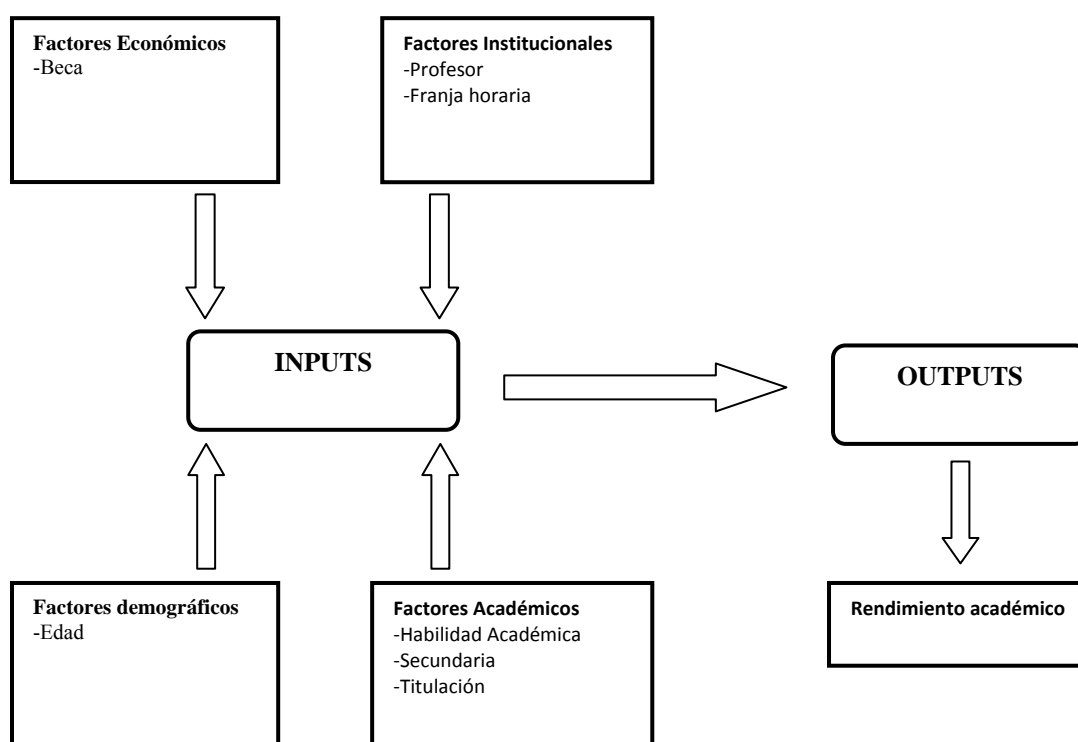 Factores Económicos
-Beca
Factores Institucionales
-Profesor
-Franja horaria
INPUTS
OUTPUTS
Factores demográficos
-Edad
Factores Académicos
-Habilidad Académica
-Secundaria
-Titulación
Rendimiento académico